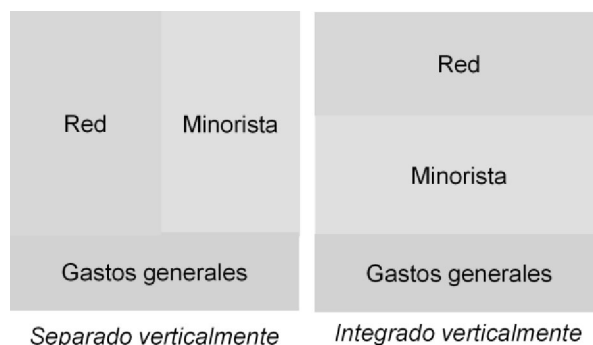 Red
Minorista
Gastos generales
Separado verticalmente
Red
Minorista
Gastos generales
Integrado verticalmente